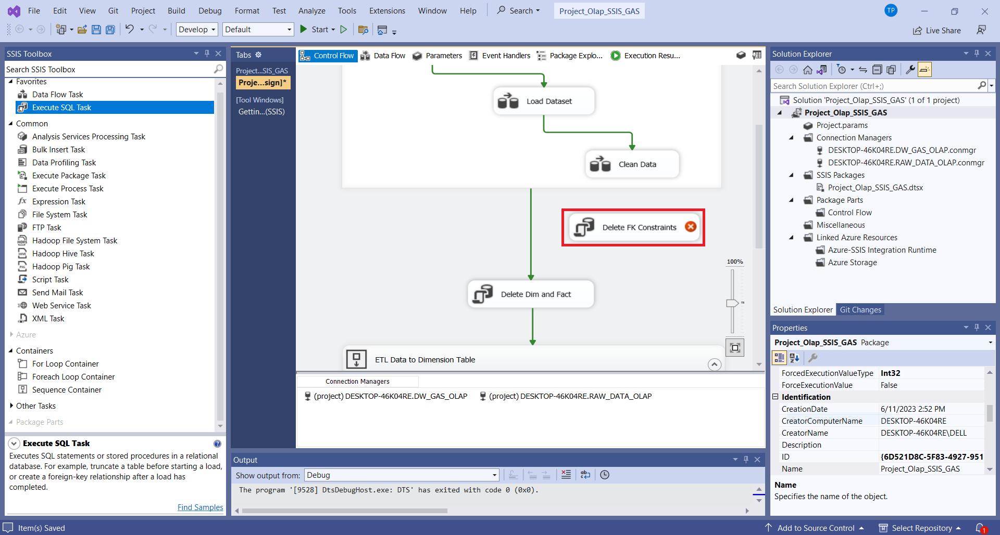 File Edit View Git Project Build Debug Format Test Analyze Tools Extensions Window Help Search Project_Olap_SSIS_GAS TP
Develop Default Start Live Share
SSIS Toolbox
Search SSIS Toolbox
Favorites
Data Flow Task
Execute SQL Task
Common
Analysis Services Processing Task
Bulk Insert Task
Data Profiling Task
Execute Package Task
Execute Process Task
fx Expression Task
File System Task
FTP Task
HDFS Hadoop File System Task
HIVE Hadoop Hive Task
PIG Hadoop Pig Task
Script Task
Send Mail Task
Web Service Task
XML Task
Azure
Containers
For Loop Container
Foreach Loop Container
Sequence Container
Other Tasks
Package Parts
Execute SQL Task
Executes SQL statements or stored procedures in a relational
database. For example, truncate a table before starting a load,
or create a foreign-key relationship after a load has
completed.
Find Samples
Tabs
Project...SIS_GAS
Proje...sign]*
[Tool Windows]
Gettin...(SSIS)
Control Flow Data Flow Parameters Event Handlers Package Explo... Execution Resu...
Load Dataset
Clean Data
Delete FK Constraints
100%
Delete Dim and Fact
ETL Data to Dimension Table
Connection Managers
(project) DESKTOP-46K04RE.DW_GAS_OLAP (project) DESKTOP-46K04RE.RAW_DATA_OLAP
Output
Show output from: Debug
The program '[9528] DtsDebugHost.exe: DTS' has exited with code 0 (0x0).
Solution Explorer
Search Solution Explorer (Ctrl+;)
Solution 'Project_Olap_SSIS_GAS' (1 of 1 project)
Project_Olap_SSIS_GAS
Project.params
Connection Managers
DESKTOP-46K04RE.DW_GAS_OLAP.conmgr
DESKTOP-46K04RE.RAW_DATA_OLAP.conmgr
SSIS Packages
Project_Olap_SSIS_GAS.dtsx
Package Parts
Control Flow
Miscellaneous
Linked Azure Resources
Azure-SSIS Integration Runtime
Azure Storage
Solution Explorer Git Changes
Properties
Project_Olap_SSIS_GAS Package
ForcedExecutionValueType Int32
ForceExecutionValue False
Identification
CreationDate 6/11/2023 2:52 PM
CreatorComputerName DESKTOP-46K04RE
CreatorName DESKTOP-46K04RE\DELL
Description
ID {6D521D8C-5F83-4927-951
Name Project_Olap_SSIS_GAS
Name
Specifies the name of the object.
Item(s) Saved Add to Source Control Select Repository 1